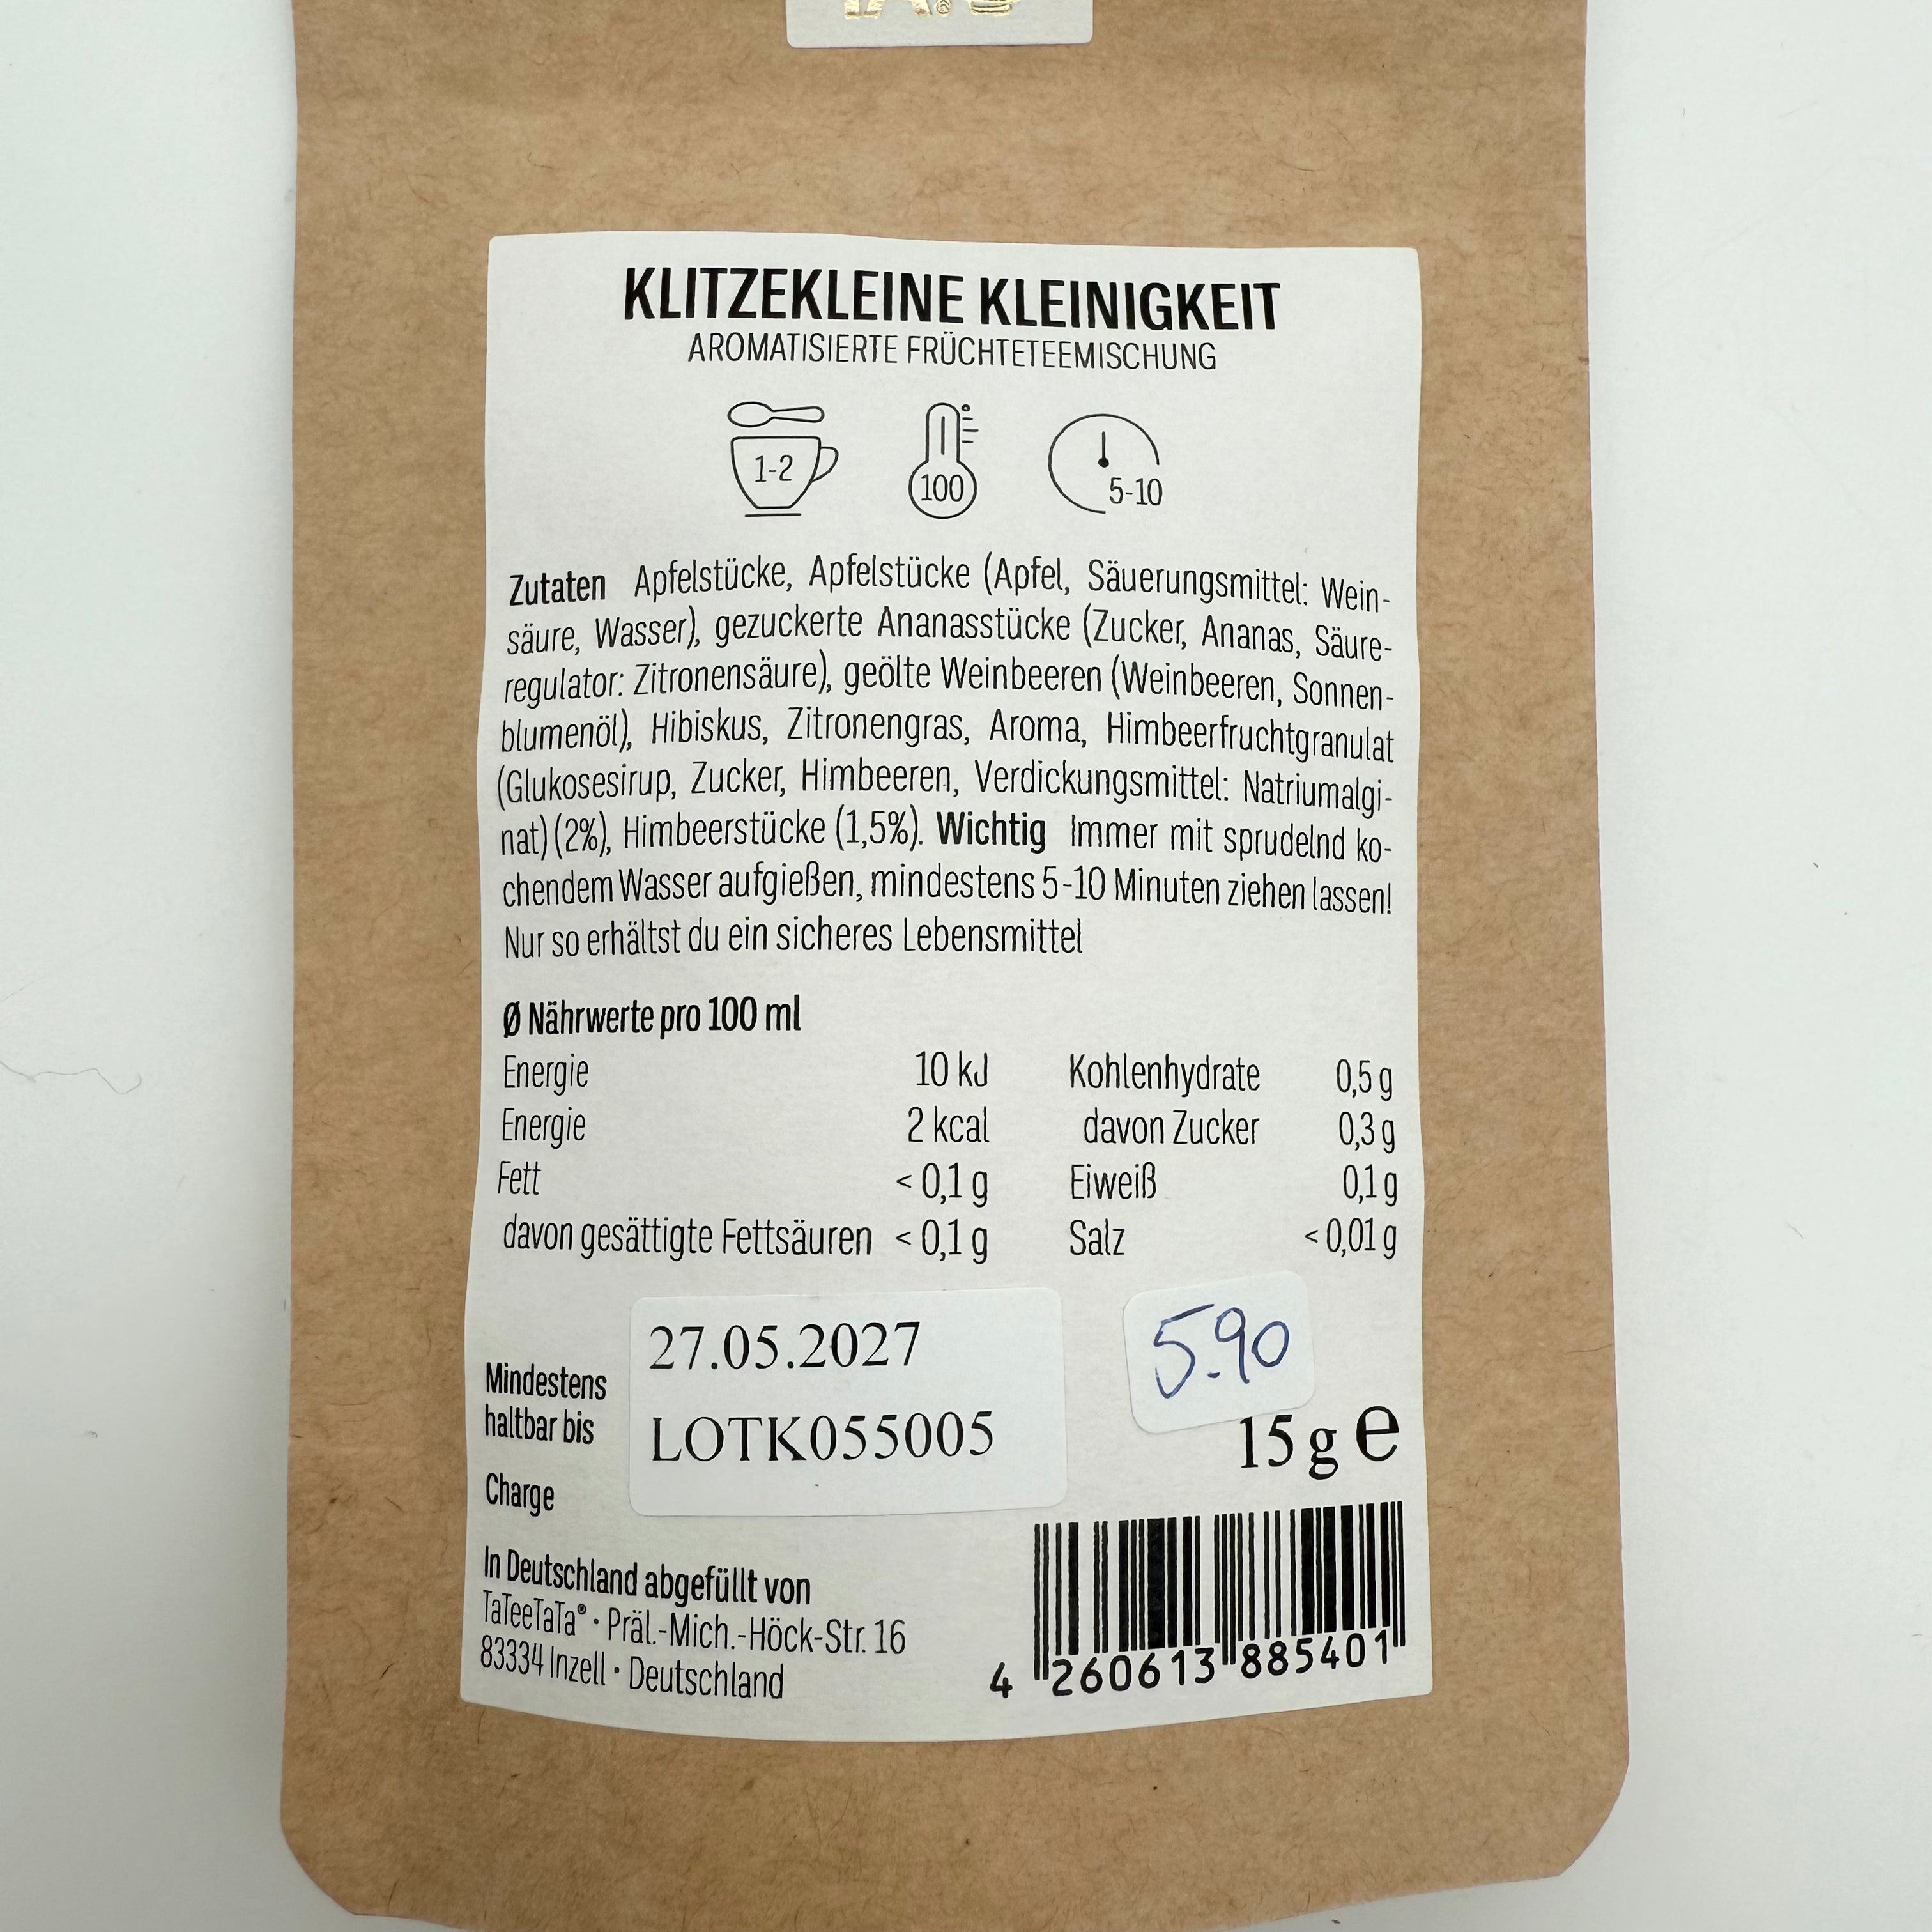 KLITZEKLEINE KLEINIGKEIT
AROMATISIERTE FRÜCHTETEEMISCHUNG
1-2
100
5-10
Zutaten Apfelstücke, Apfelstücke (Apfel, Säuerungsmittel: Wein-
säure, Wasser), gezuckerte Ananasstücke (Zucker, Ananas, Säure-
regulator: Zitronensäure), geölte Weinbeeren (Weinbeeren, Sonnen-
blumenöl), Hibiskus, Zitronengras, Aroma, Himbeerfruchtgranulat
(Glukosesirup, Zucker, Himbeeren, Verdickungsmittel: Natriumalgi-
nat) (2%), Himbeerstücke (1,5%). Wichtig Immer mit sprudelnd ko-
chendem Wasser aufgießen, mindestens 5-10 Minuten ziehen lassen!
Nur so erhältst du ein sicheres Lebensmittel
Ø Nährwerte pro 100 ml
Energie 10 kJ Kohlenhydrate 0,5 g
Energie 2 kcal davon Zucker 0,3 g
Fett < 0,1 g Eiweiß 0,1 g
davon gesättigte Fettsäuren < 0,1 g Salz < 0,01 g
Mindestens
haltbar bis
27.05.2027
LOTK055005
Charge
5.90
15 g e
In Deutschland abgefüllt von
TaTeeTaTa® · Präl.-Mich.-Höck-Str. 16
83334 Inzell · Deutschland
4 260613 885401